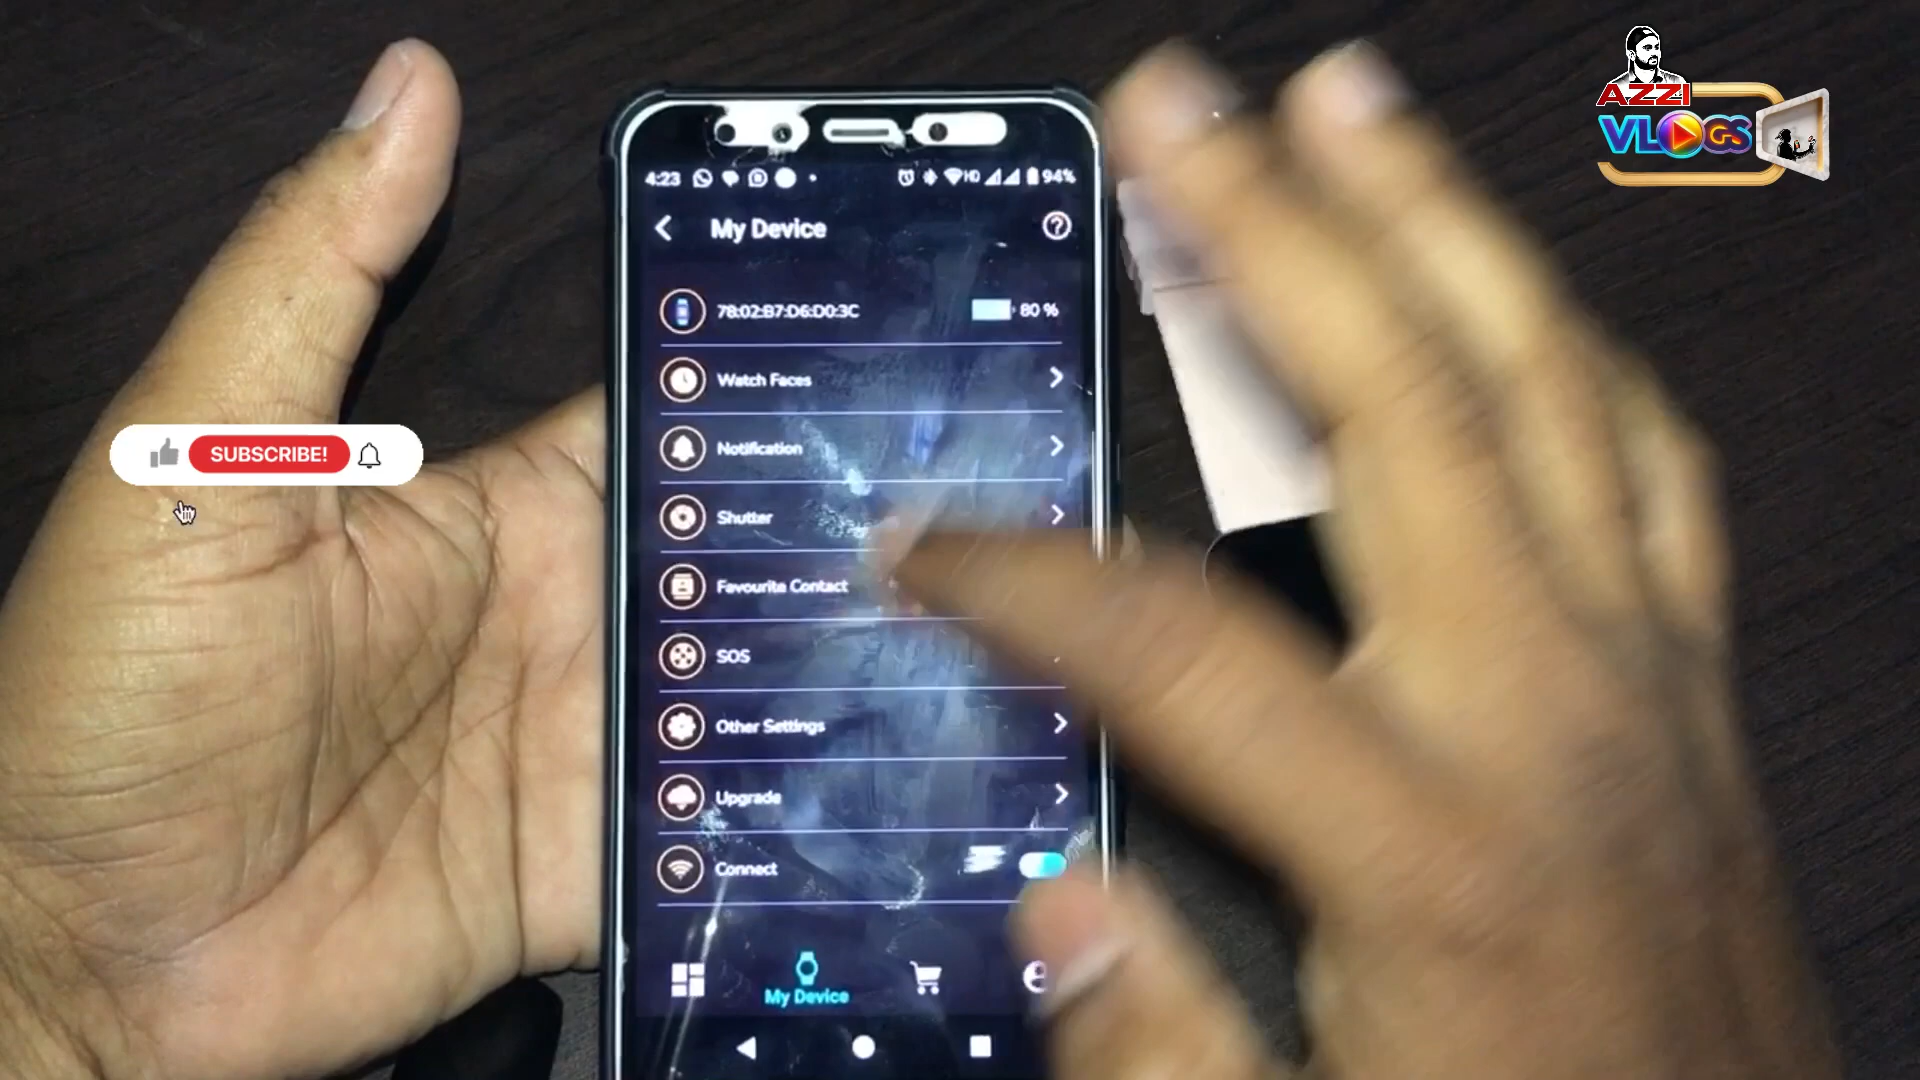 AZZI
VLOGS
4:23
HD
94%
My Device
?
78:02:B7:D6:D0:3C
80 %
Watch Faces
Notification
Shutter
SUBSCRIBE!
Favourite Contact
SOS
Other Settings
Upgrade
Connect
My Device